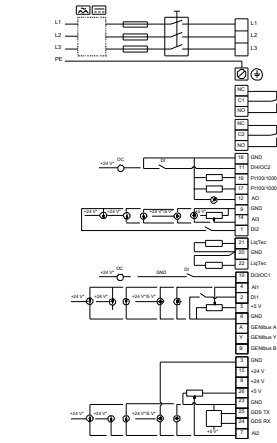 L1 L1
L2 L2
L3 L3
PE
NC
C1
NO
NC
C2
NO
18 GND
OC
+24 V* DI 11 DI4/OC2
19 Pt100/1000
17 Pt100/1000
12 AO
9 GND
+24 V* +24 V* +24 V*/5 V* +24 V* 14 AI3
1 DI2
21 LiqTec
20 GND
22 LiqTec
OC
+24 V* GND DI 10 DI3/OC1
4 AI1
+24 V* +24 V* +24 V*/5 V* 2 DI1
5 +5 V
6 GND
A GENIbus A
Y GENIbus Y
B GENIbus B
3 GND
15 +24 V
8 +24 V
26 +5 V
23 GND
25 GDS TX
+24 V* +24 V* +24 V*/5 V* 24 GDS RX
+5 V* 7 AI2